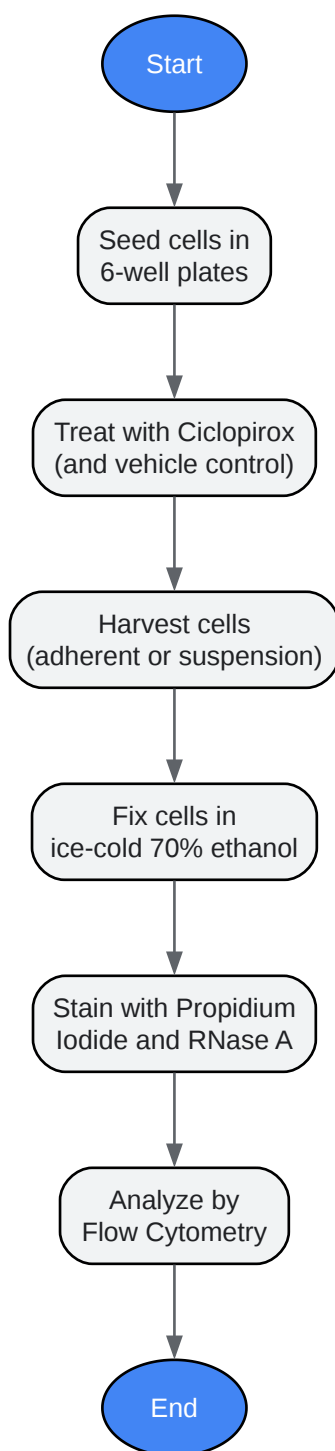 Start
Seed cells in
6-well plates
Treat with Ciclopirox
(and vehicle control)
Harvest cells
(adherent or suspension)
Fix cells in
ice-cold 70% ethanol
Stain with Propidium
Iodide and RNase A
Analyze by
Flow Cytometry
End